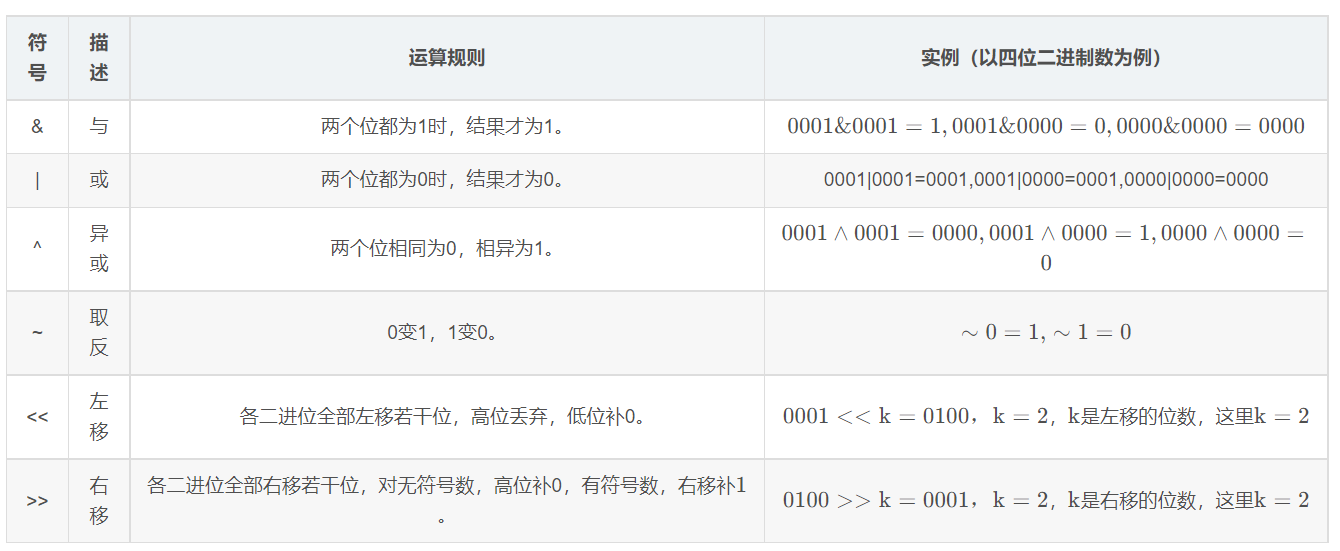 符号 描述 运算规则 实例（以四位二进制数为例）
& 与 两个位都为1时，结果才为1。 0001&0001 = 1, 0001&0000 = 0, 0000&0000 = 0000
| 或 两个位都为0时，结果才为0。 0001|0001=0001,0001|0000=0001,0000|0000=0000
^ 异或 两个位相同为0，相异为1。 0001 ∧ 0001 = 0000, 0001 ∧ 0000 = 1, 0000 ∧ 0000 =
0
~ 取反 0变1，1变0。 ∼ 0 = 1, ∼ 1 = 0
<< 左移 各二进位全部左移若干位，高位丢弃，低位补0。 0001 << k = 0100，k = 2，k是左移的位数，这里k = 2
>> 右移 各二进位全部右移若干位，对无符号数，高位补0，有符号数，右移补1
。 0100 >> k = 0001，k = 2，k是右移的位数，这里k = 2